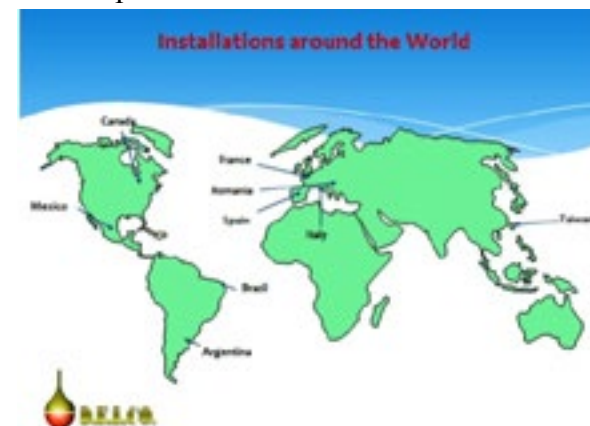 Installations around the World
Canada
France
Romania
Mexico
Spain
Italy
Taiwan
Brazil
Argentina